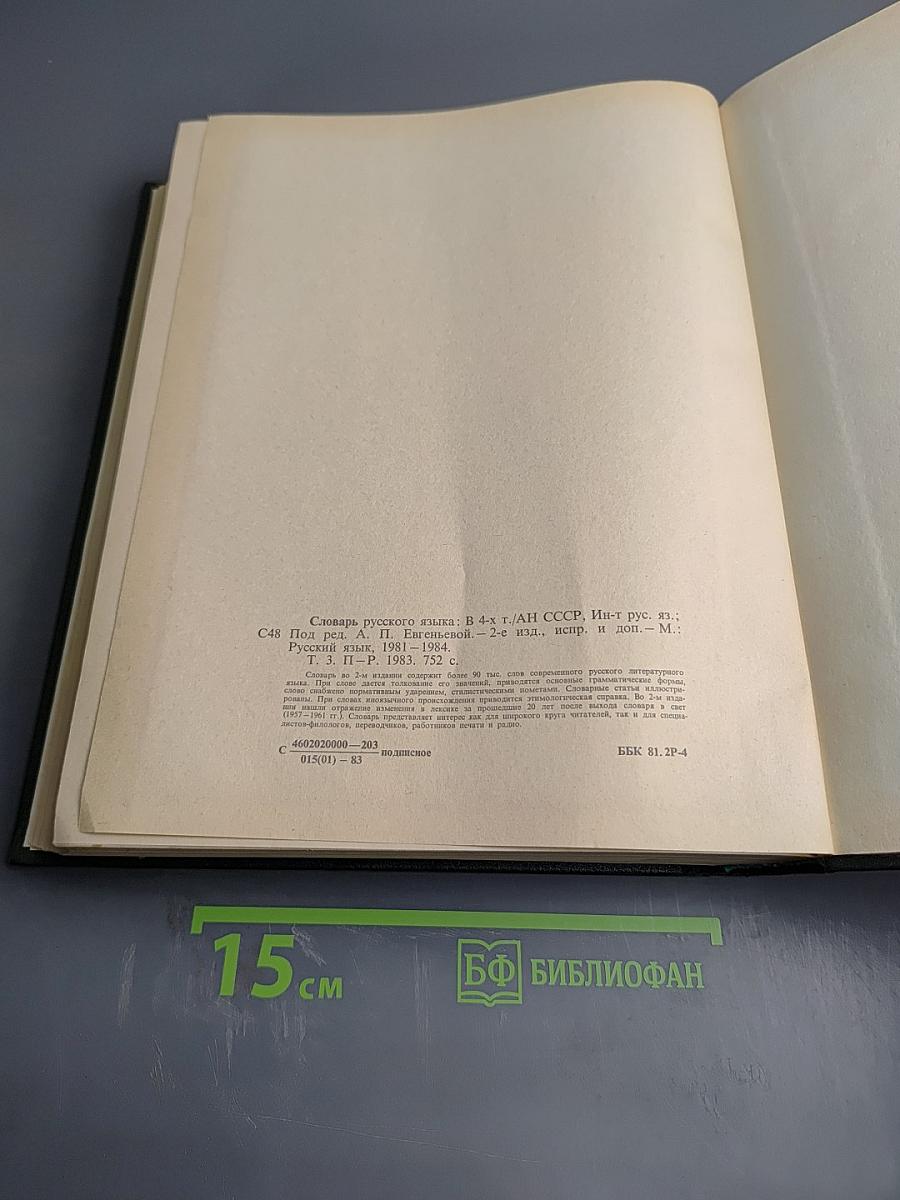 Словарь русского языка: В 4-х т./АН СССР, Ин-т рус. яз.;
С48 Под ред. А. П. Евгеньевой. — 2-е изд., испр. и доп. — М.:
Русский язык, 1981 — 1984.
Т. 3. П — Р. 1983. 752 с.
Словарь во 2-м издании содержит более 90 тыс. слов современного русского литературного
языка. При слове дается толкование его значений, приводятся основные грамматические формы,
слово снабжено нормативным ударением, стилистическими пометами. Словарные статьи иллюстри-
рованы. При словах иноязычного происхождения приводится этимологическая справка. Во 2-м изда-
нии нашли отражение изменения в лексике за прошедшие 20 лет после выхода словаря в свет
(1957 — 1961 гг.). Словарь представляет интерес как для широкого круга читателей, так и для специа-
листов-филологов, переводчиков, работников печати и радио.
С 4602020000 — 203 подписное ББК 81.2Р-4
015(01) — 83
15 см БФ БИБЛИОФАН